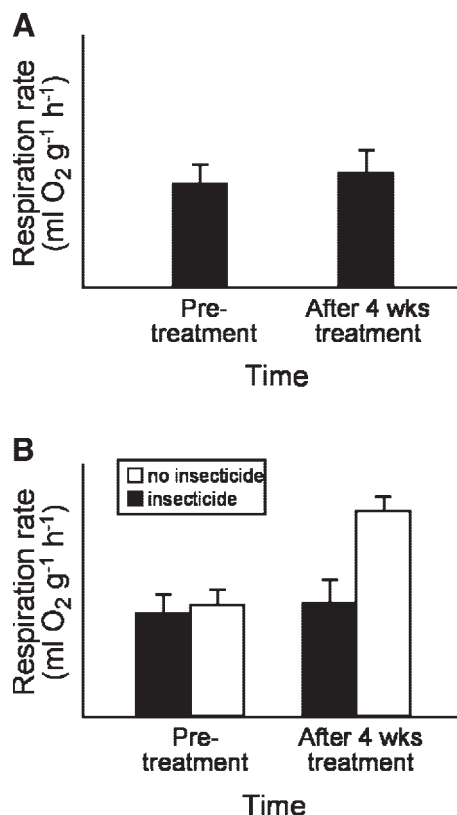 A
Respiration rate
(ml O₂ g⁻¹ h⁻¹)
Pre-
treatment
After 4 wks
treatment
Time
B
no insecticide
insecticide
Respiration rate
(ml O₂ g⁻¹ h⁻¹)
Pre-
treatment
After 4 wks
treatment
Time